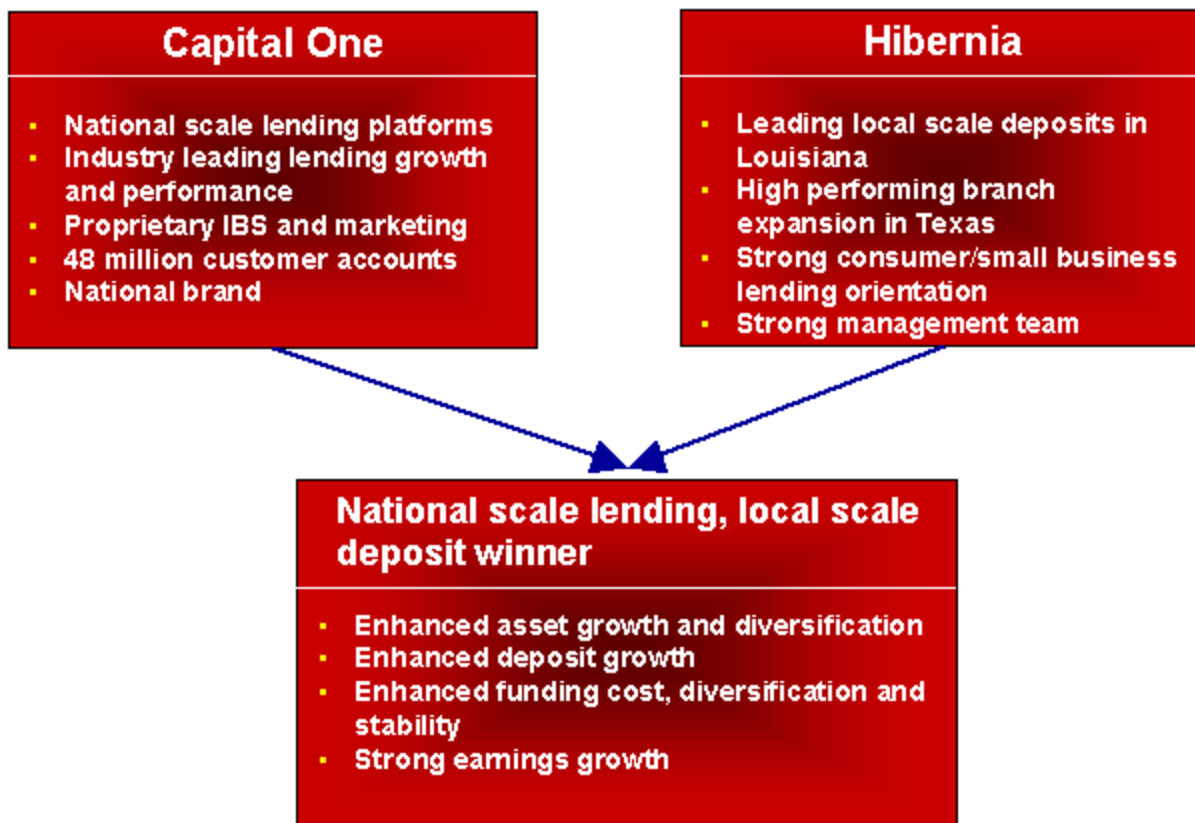 Capital One
▪ National scale lending platforms
▪ Industry leading lending growth
and performance
▪ Proprietary IBS and marketing
▪ 48 million customer accounts
▪ National brand
Hibernia
▪ Leading local scale deposits in
Louisiana
▪ High performing branch
expansion in Texas
▪ Strong consumer/small business
lending orientation
▪ Strong management team
National scale lending, local scale
deposit winner
▪ Enhanced asset growth and diversification
▪ Enhanced deposit growth
▪ Enhanced funding cost, diversification and
stability
▪ Strong earnings growth